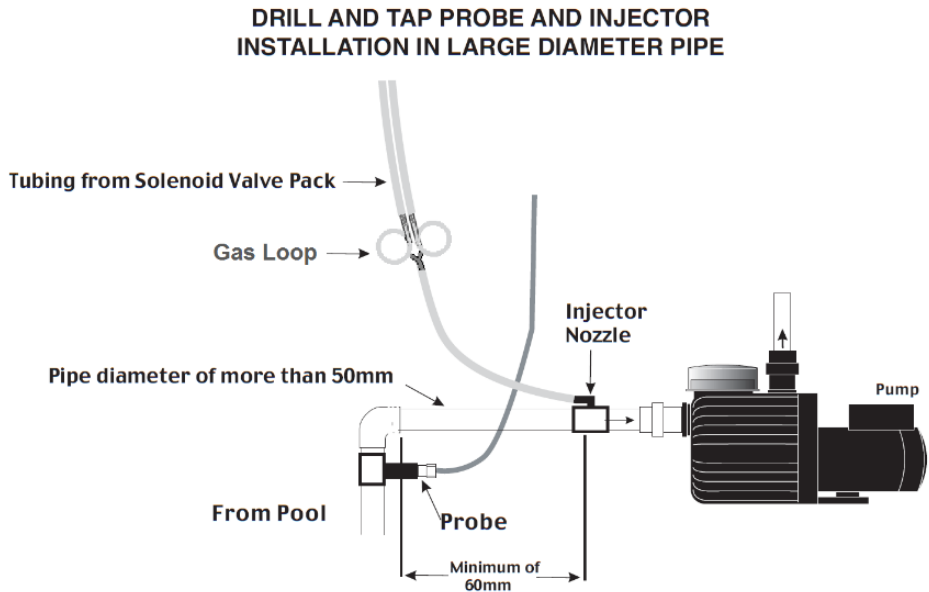 DRILL AND TAP PROBE AND INJECTOR
INSTALLATION IN LARGE DIAMETER PIPE
Tubing from Solenoid Valve Pack
Gas Loop
Injector
Nozzle
Pipe diameter of more than 50mm
Pump
From Pool
Probe
Minimum of
60mm